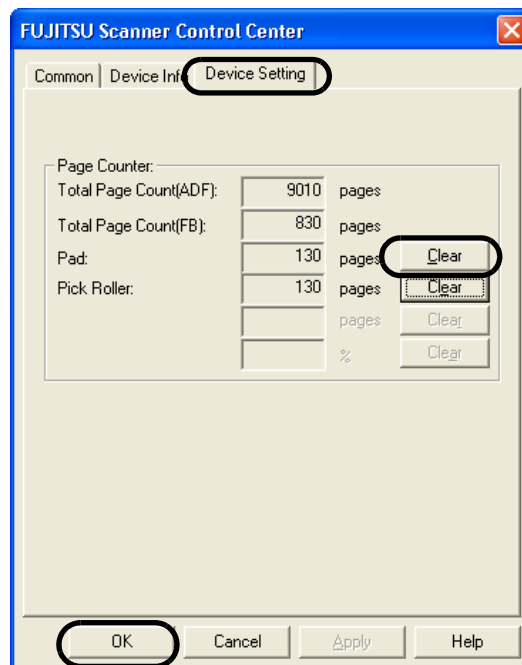 FUJITSU Scanner Control Center
Common Device Info Device Setting
Page Counter:
Total Page Count(ADF): 9010 pages
Total Page Count(FB): 830 pages
Pad: 130 pages Clear
Pick Roller: 130 pages Clear
pages Clear
% Clear
OK Cancel Apply Help